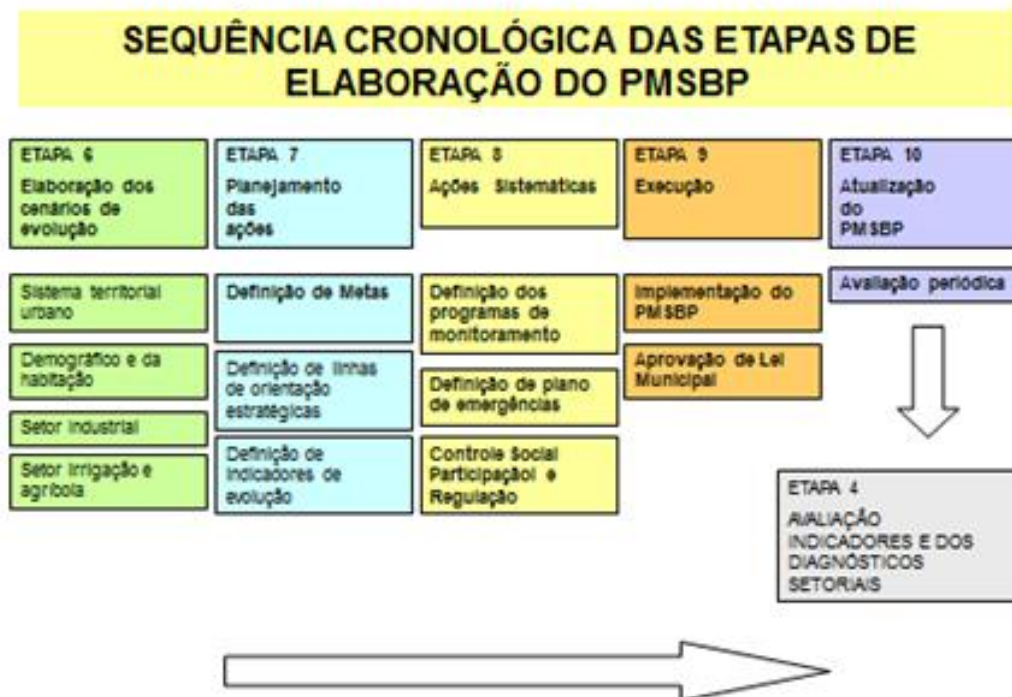 SEQUÊNCIA CRONOLÓGICA DAS ETAPAS DE
ELABORAÇÃO DO PMSBP
ETAPA 6
Elaboração dos
cenários de
evolução
Sistema territorial
urbano
Demográfico e da
habitação
Setor industrial
Setor irrigação e
agríbola
ETAPA 7
Planejamento
das
ações
Definição de Metas
Definição de linhas
de orientação
estratégicas
Definição de
indicadores de
evolução
ETAPA 8
Ações Sistemáticas
Definição dos
programas de
monitoramento
Definição de plano
de emergências
Controle Social
Participaçãol e
Regulação
ETAPA 9
Execução
Implementação do
PMSBP
Aprovação de Lei
Municipal
ETAPA 10
Atualização
do
PMSBP
Avaliação periódica
ETAPA 4
AVALIAÇÃO
INDICADORES E DOS
DIAGNÓSTICOS
SETORIAIS